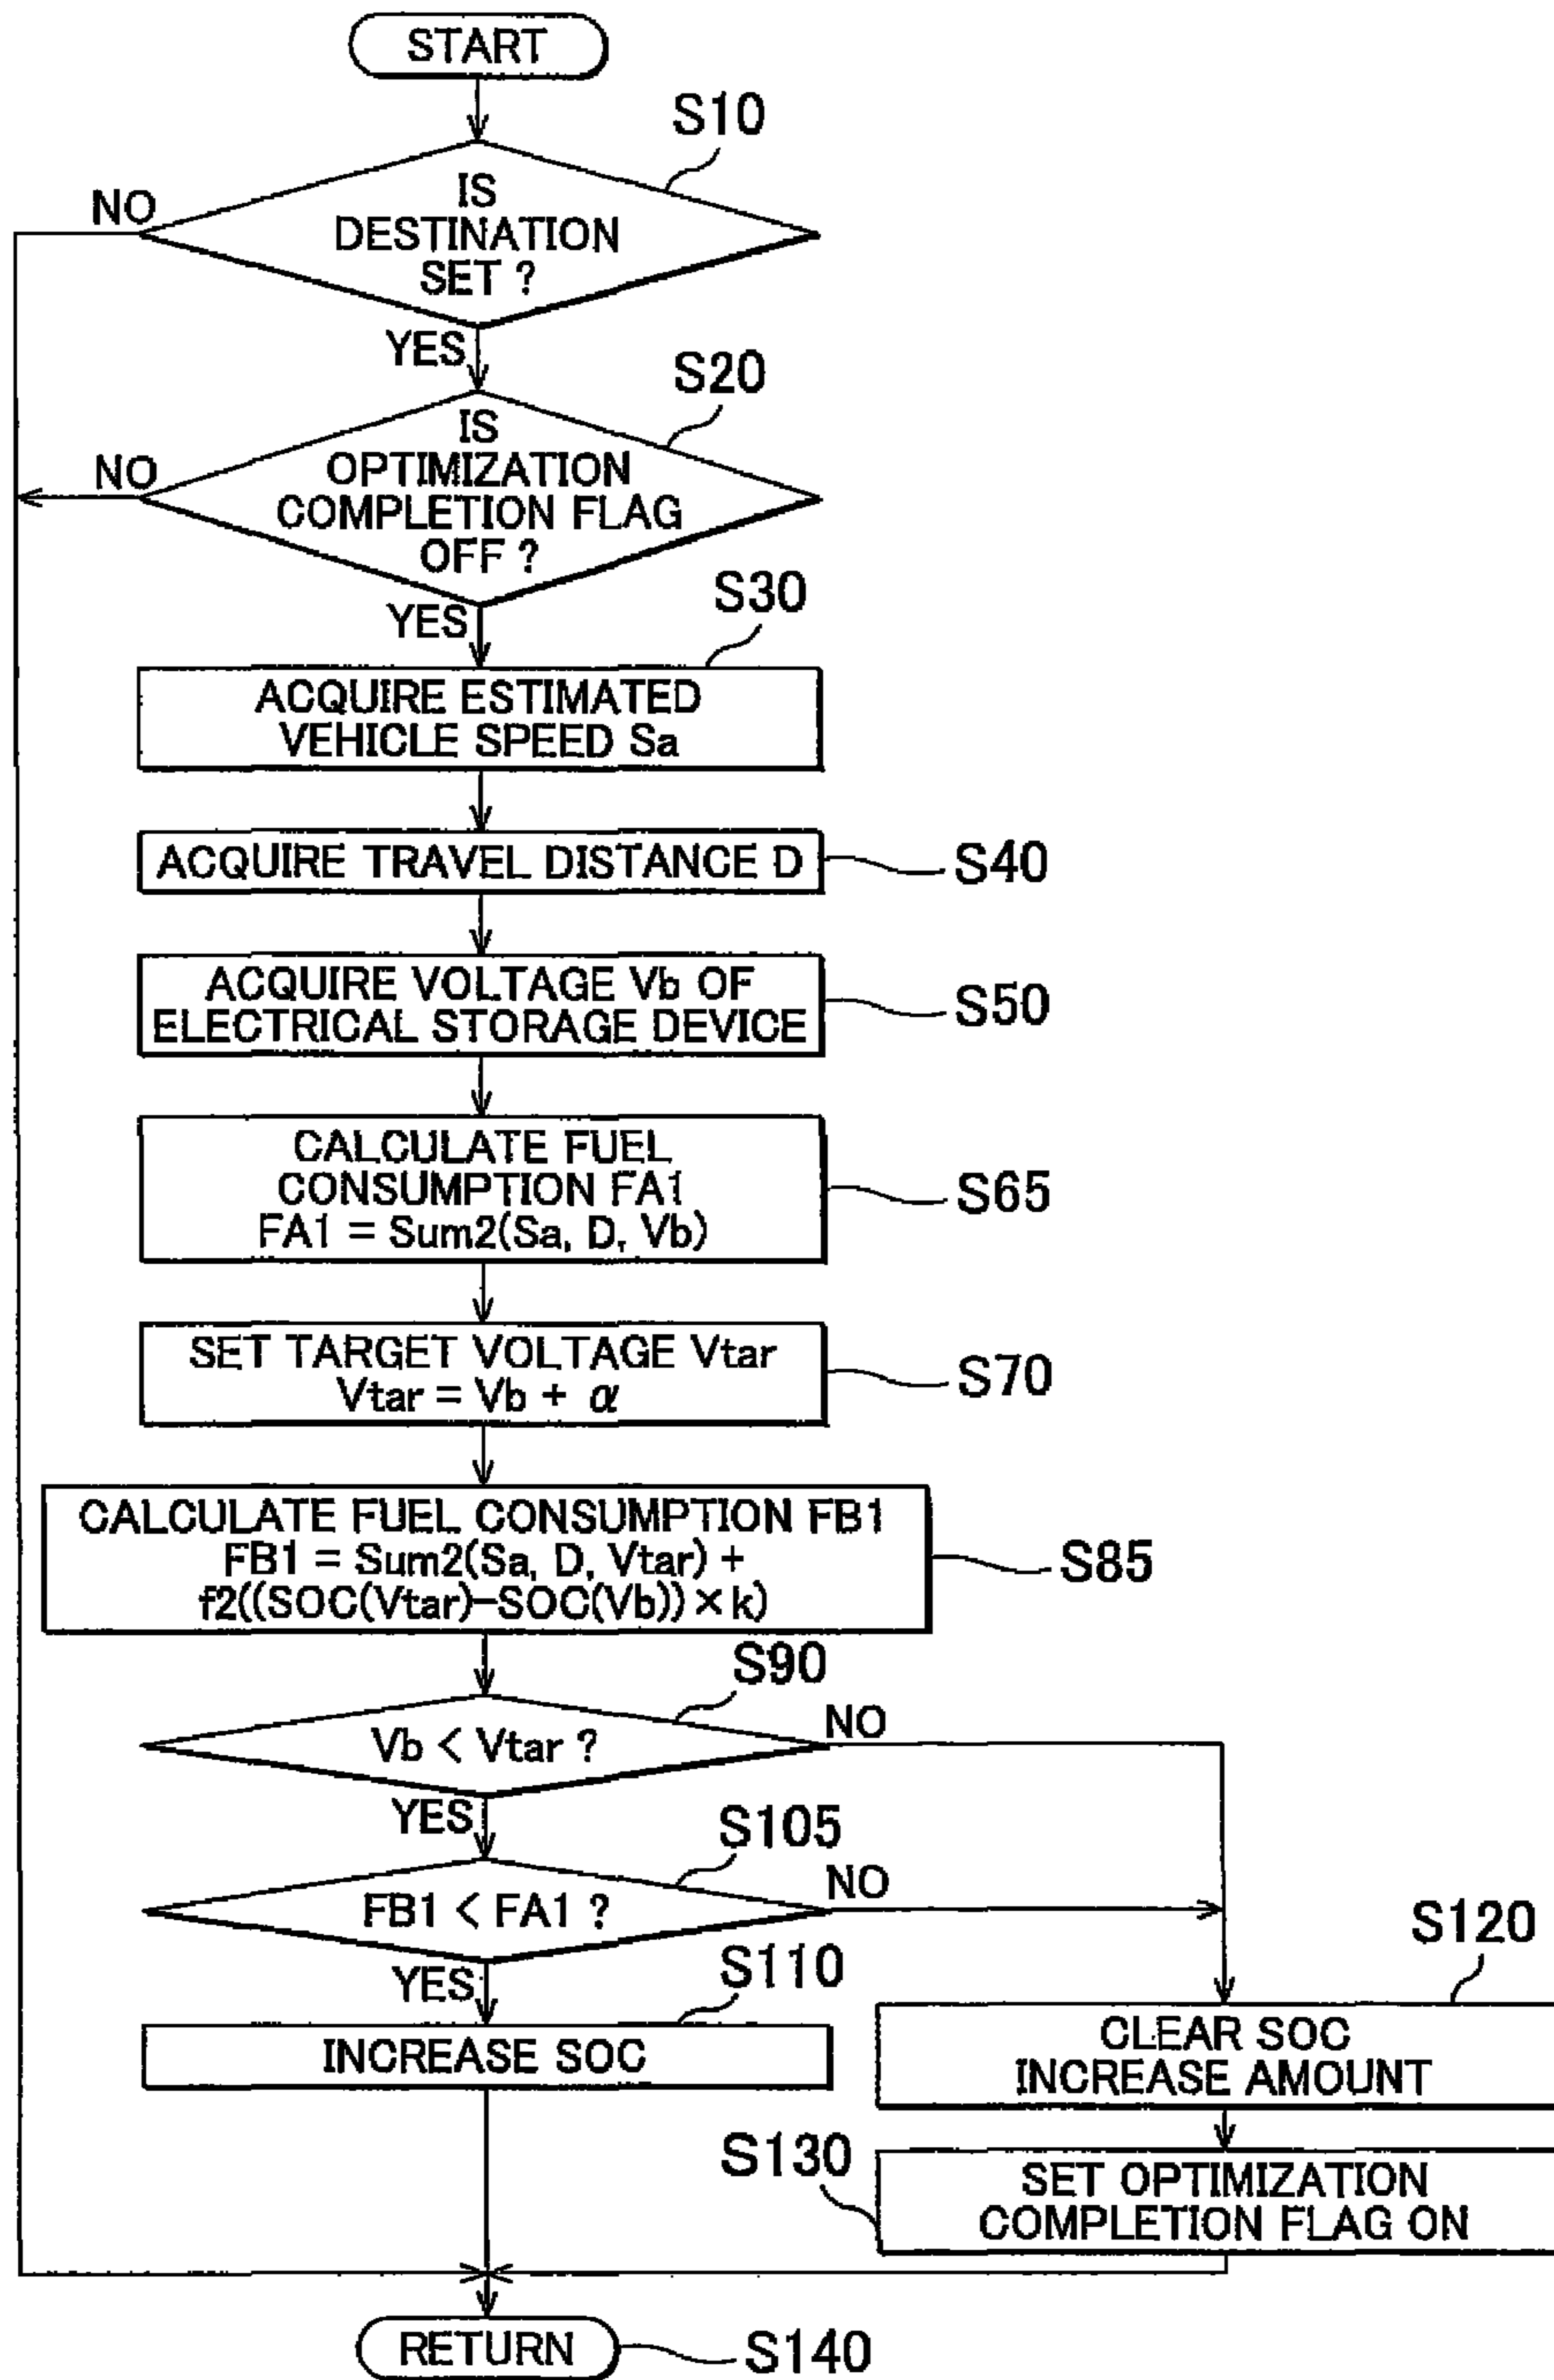 START
S10
NO
IS
DESTINATION
SET ?
YES
S20
NO
IS
OPTIMIZATION
COMPLETION FLAG
OFF ?
YES
S30
ACQUIRE ESTIMATED
VEHICLE SPEED Sa
ACQUIRE TRAVEL DISTANCE D
S40
ACQUIRE VOLTAGE Vb OF
ELECTRICAL STORAGE DEVICE
S50
CALCULATE FUEL
CONSUMPTION FA1
FA1 = Sum2(Sa, D, Vb)
S65
SET TARGET VOLTAGE Vtar
Vtar = Vb + α
S70
CALCULATE FUEL CONSUMPTION FB1
FB1 = Sum2(Sa, D, Vtar) +
f2((SOC(Vtar)-SOC(Vb))×k)
S85
S90
Vb < Vtar ?
NO
YES
S105
FB1 < FA1 ?
NO
YES
S110
INCREASE SOC
S120
CLEAR SOC
INCREASE AMOUNT
S130
SET OPTIMIZATION
COMPLETION FLAG ON
RETURN
S140